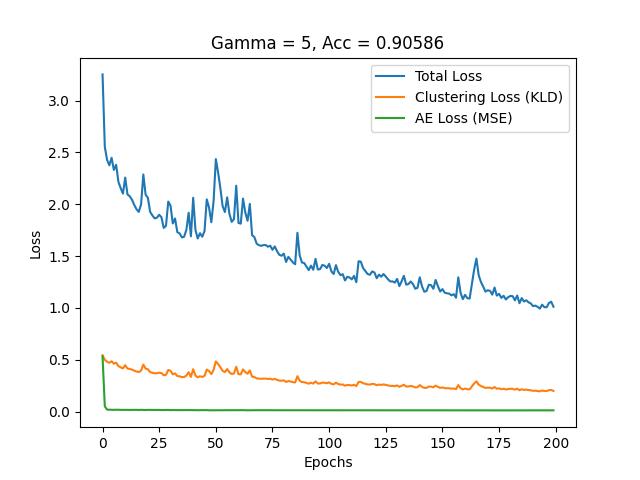 Gamma = 5, Acc = 0.90586
Total Loss
Clustering Loss (KLD)
AE Loss (MSE)
Loss
3.0
2.5
2.0
1.5
1.0
0.5
0.0
0 25 50 75 100 125 150 175 200
Epochs